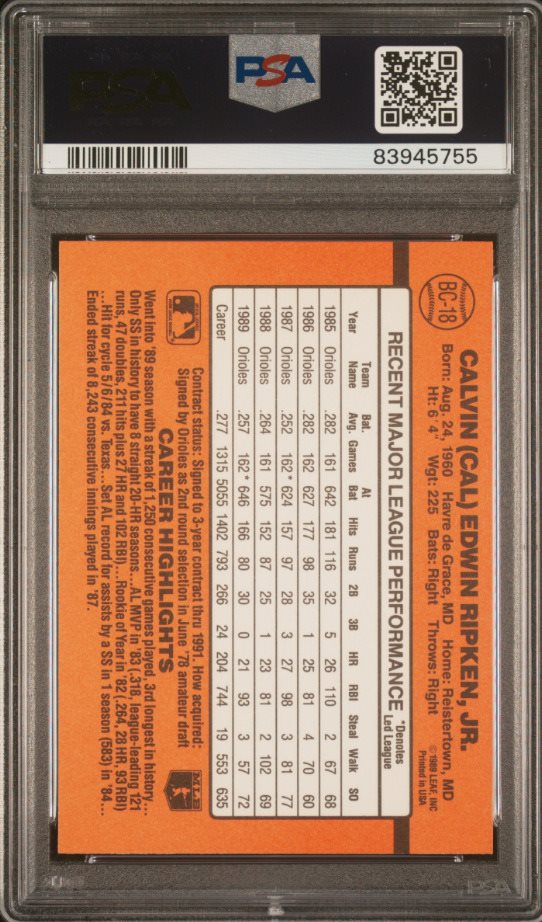 PSA
PSA
83945755
BC-18
CALVIN (CAL) EDWIN RIPKEN, JR.
Born: Aug. 24, 1960 Havre de Grace, MD Home: Reistertown, MD
Ht: 6' 4" Wgt: 225 Bats: Right Throws: Right
© 1989 LEAF, INC
Printed in USA
RECENT MAJOR LEAGUE PERFORMANCE
*Denotes
Led League
Year Team Name Bat. Avg. Games At Bat Hits Runs 2B 3B HR RBI Steal Walk SO
1985 Orioles .282 161 642 181 116 32 5 26 110 2 67 68
1986 Orioles .282 162 627 177 98 35 1 25 81 4 70 60
1987 Orioles .252 162* 624 157 97 28 3 27 98 3 81 77
1988 Orioles .264 161 575 152 87 25 1 23 81 2 102 69
1989 Orioles .257 162* 646 166 80 30 0 21 93 3 57 72
Career .277 1315 5055 1402 793 266 24 204 744 19 553 635
Contract status: Signed to 3-year contract thru 1991. How acquired:
Signed by Orioles as 2nd round selection in June '78 amateur draft
CAREER HIGHLIGHTS
MLB
Went into '89 season with a streak of 1,250 consecutive games played, 3rd longest in history...
Only SS in history to have 8 straight 20-HR seasons...AL MVP in '83 (.318, league-leading 121
runs, 47 doubles, 211 hits plus 27 HR and 102 RBI)...Rookie of Year in '82 (.264, 28 HR, 93 RBI)
...Hit for cycle 5/6/84 vs. Texas...Set AL record for assists by a SS in 1 season (583) in '84...
Ended streak of 8,243 consecutive innings played in '87.